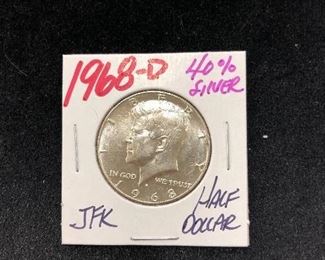 1968-D
40%
SILVER
LIBERTY
IN GOD WE TRUST
1968
JFK
HALF
DOLLAR